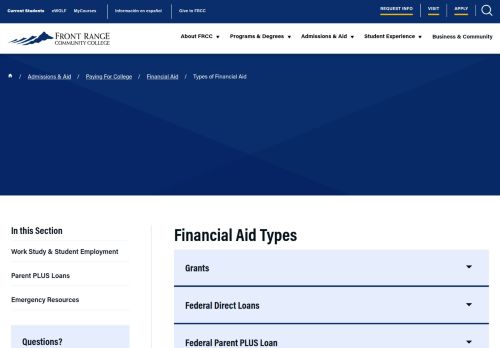 Current Students eWOLF MyCourses Información en español Give to FRCC REQUEST INFO VISIT APPLY
FRONT RANGE
COMMUNITY COLLEGE
About FRCC Programs & Degrees Admissions & Aid Student Experience Business & Community
/ Admissions & Aid / Paying For College / Financial Aid / Types of Financial Aid
In this Section
Work Study & Student Employment
Parent PLUS Loans
Emergency Resources
Questions?
Financial Aid Types
Grants
Federal Direct Loans
Federal Parent PLUS Loan